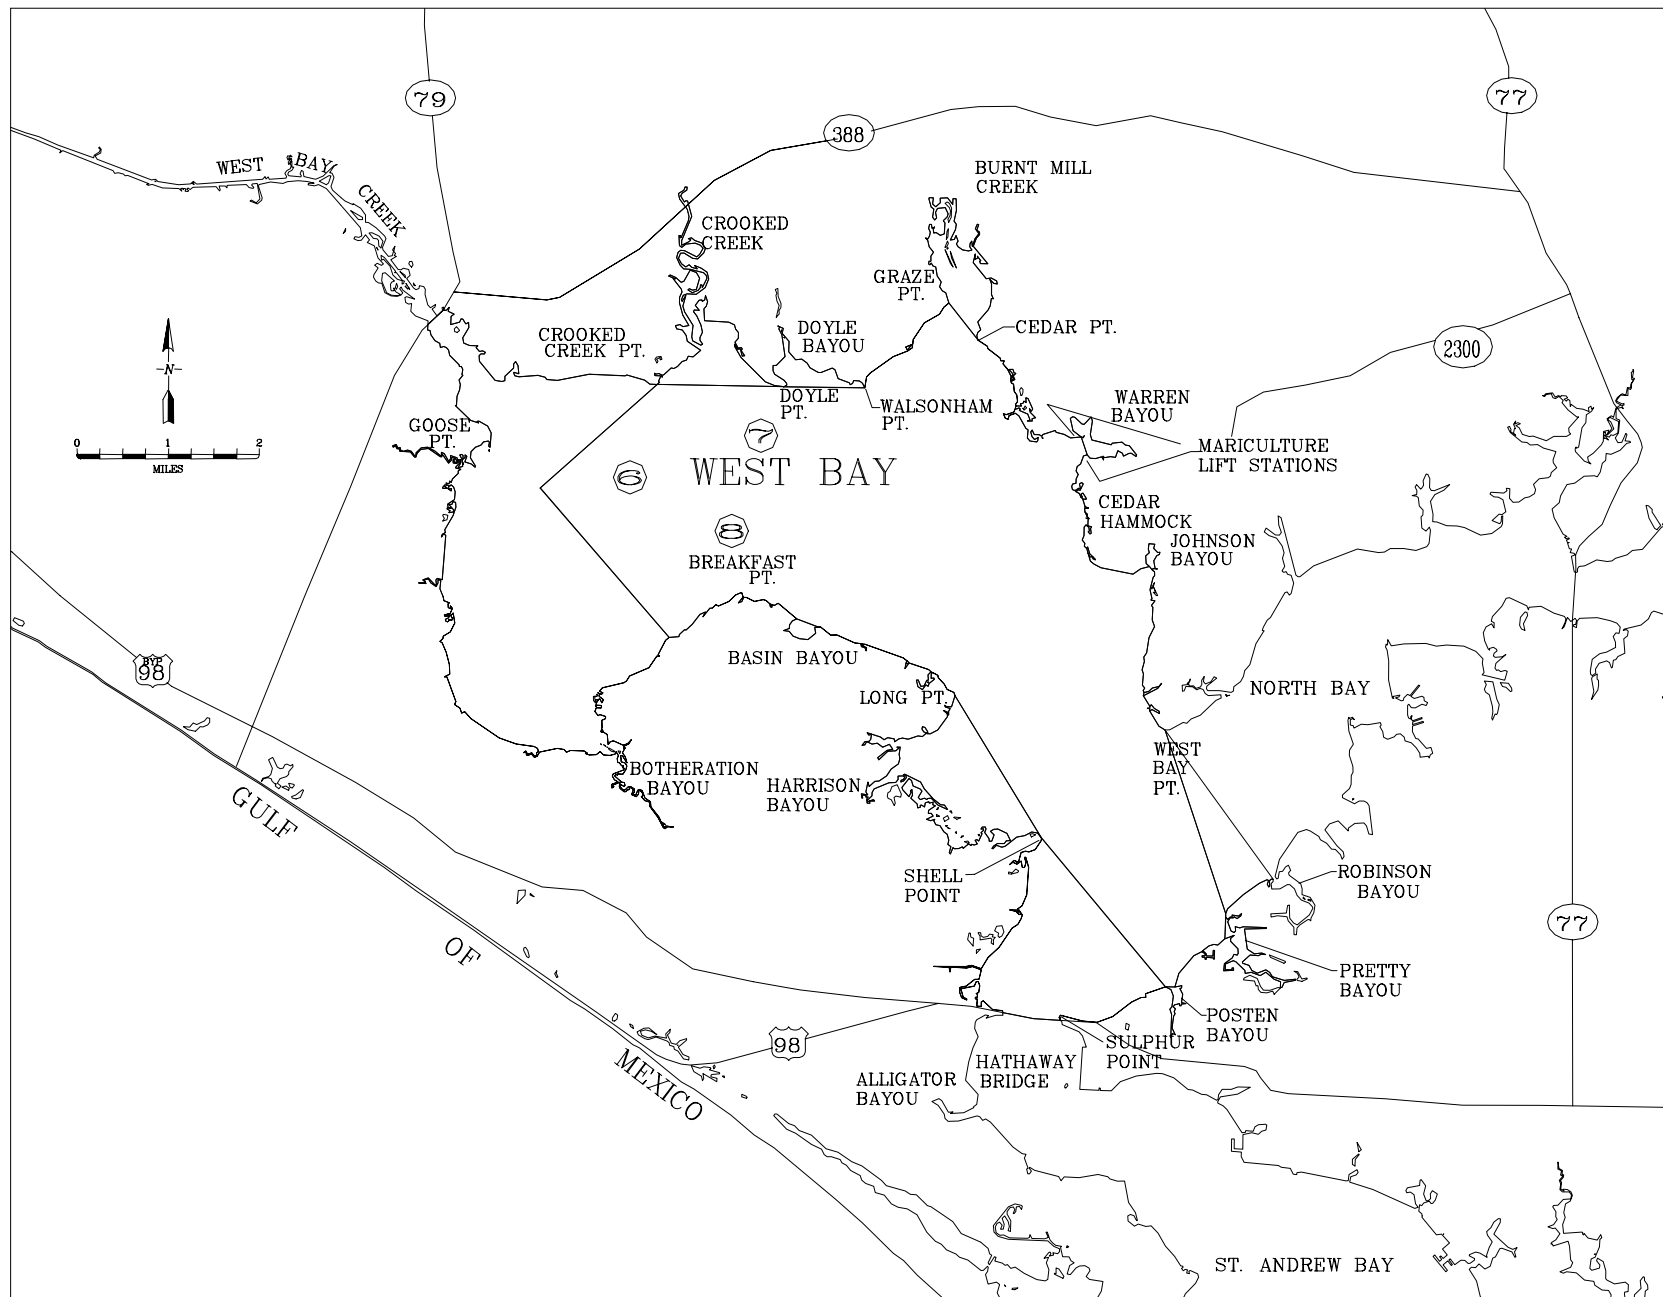 79
77
388
BURNT MILL
CREEK
WEST BAY
CREEK
CROOKED
CREEK
GRAZE
PT.
CROOKED
CREEK PT.
DOYLE
BAYOU
CEDAR PT.
2300
-N-
DOYLE
PT.
WALSONHAM
PT.
WARREN
BAYOU
GOOSE
PT.
0 1 2
MILES
7
MARICULTURE
LIFT STATIONS
6
WEST BAY
CEDAR
HAMMOCK
8
JOHNSON
BAYOU
BREAKFAST
PT.
BYP
98
BASIN BAYOU
LONG PT.
NORTH BAY
WEST
BAY
PT.
BOTHERATION
BAYOU
HARRISON
BAYOU
GULF
SHELL
POINT
ROBINSON
BAYOU
77
OF
PRETTY
BAYOU
POSTEN
BAYOU
98
SULPHUR
POINT
HATHAWAY
BRIDGE
MEXICO
ALLIGATOR
BAYOU
ST. ANDREW BAY